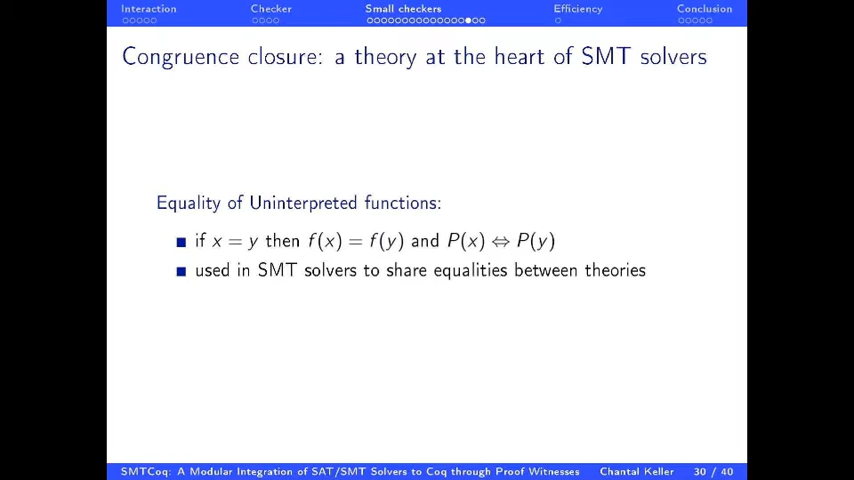 Interaction Checker Small checkers Efficiency Conclusion
Congruence closure: a theory at the heart of SMT solvers
Equality of Uninterpreted functions:
if x = y then f(x) = f(y) and P(x) ⇔ P(y)
used in SMT solvers to share equalities between theories
SMTCoq: A Modular Integration of SAT/SMT Solvers to Coq through Proof Witnesses Chantal Keller 30 / 40